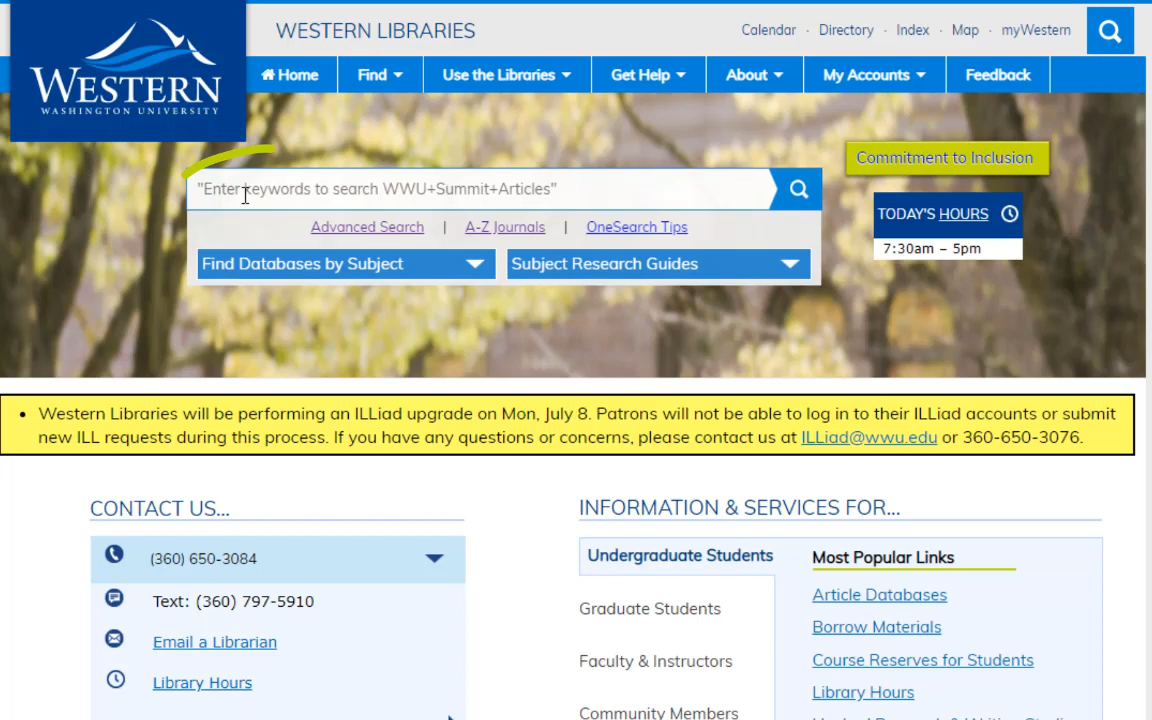 WESTERN
WASHINGTON UNIVERSITY
WESTERN LIBRARIES
Calendar · Directory · Index · Map · myWestern
Home Find Use the Libraries Get Help About My Accounts Feedback
Commitment to Inclusion
"Enter keywords to search WWU+Summit+Articles"
TODAY'S HOURS
7:30am – 5pm
Advanced Search | A-Z Journals | OneSearch Tips
Find Databases by Subject Subject Research Guides
• Western Libraries will be performing an ILLiad upgrade on Mon, July 8. Patrons will not be able to log in to their ILLiad accounts or submit
new ILL requests during this process. If you have any questions or concerns, please contact us at ILLiad@wwu.edu or 360-650-3076.
CONTACT US...
(360) 650-3084
Text: (360) 797-5910
Email a Librarian
Library Hours
INFORMATION & SERVICES FOR...
Undergraduate Students
Graduate Students
Faculty & Instructors
Community Members
Most Popular Links
Article Databases
Borrow Materials
Course Reserves for Students
Library Hours